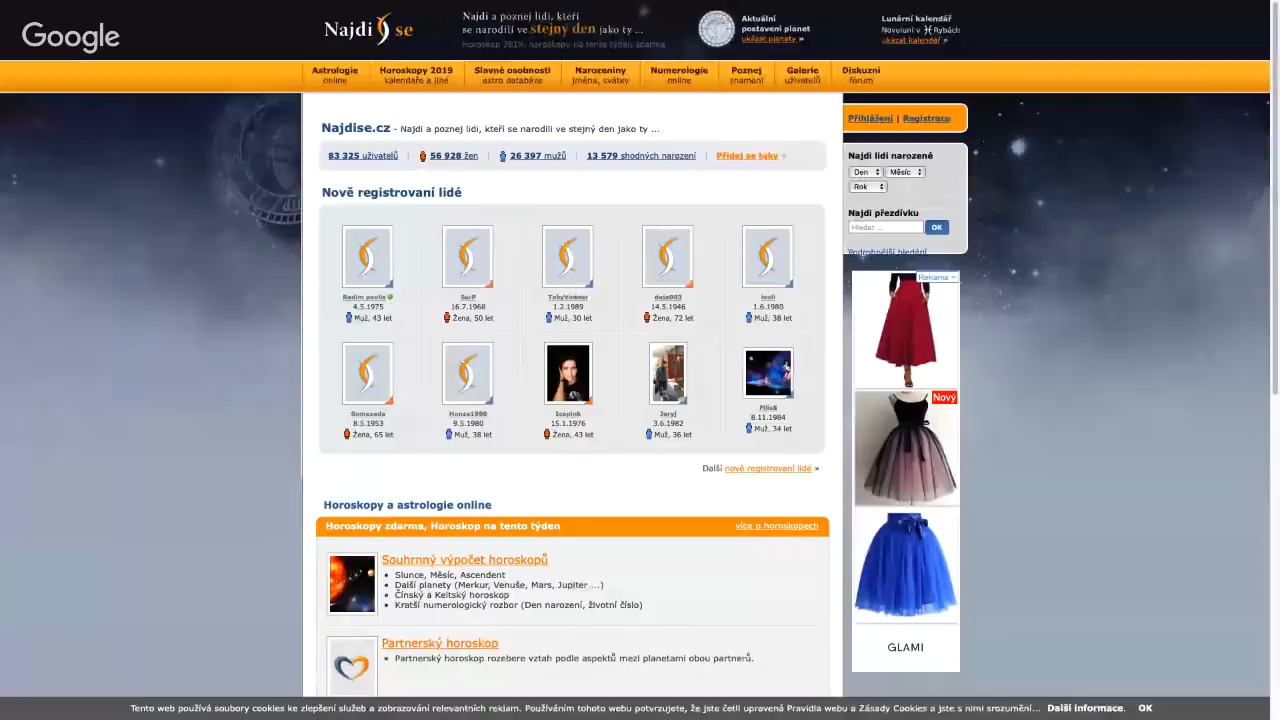 Google
Najdi se
Najdi a poznej lidi, kteří
se narodili ve stejný den jako ty ...
horoskop 2019, horoskopy na tento týden zdarma
Aktuální
postavení planet
ukázat planety »
Lunární kalendář
Novoluní v Rybách
ukázat kalendář »
Astrologie
online
Horoskopy 2019
kalendáře a jiné
Slavné osobnosti
astro databáze
Narozeniny
jména, svátky
Numerologie
online
Poznej
znamení
Galerie
uživatelů
Diskuzní
fórum
Najdise.cz - Najdi a poznej lidi, kteří se narodili ve stejný den jako ty ...
83 325 uživatelů | 56 928 žen | 26 397 mužů | 13 579 shodných narození | Přidej se taky »
Nově registrovaní lidé
Radim pavlis
4.5.1975
Muž, 43 let
SarP
16.7.1968
Žena, 50 let
1.2.1989
Muž, 30 let
daja003
14.5.1946
Žena, 72 let
ivoli
1.6.1980
Muž, 38 let
Somazada
8.5.1953
Žena, 65 let
Honza1980
9.5.1980
Muž, 38 let
Icepink
15.1.1976
Žena, 43 let
Jaryj
3.6.1982
Muž, 36 let
8.11.1984
Muž, 34 let
Další nově registrovaní lidé »
Horoskopy a astrologie online
Horoskopy zdarma, Horoskop na tento týden
více o horoskopech
Souhrnný výpočet horoskopů
Slunce, Měsíc, Ascendent
Další planety (Merkur, Venuše, Mars, Jupiter ...)
Čínský a Keltský horoskop
Kratší numerologický rozbor (Den narození, životní číslo)
Partnerský horoskop
Partnerský horoskop rozebere vztah podle aspektů mezi planetami obou partnerů.
Přihlášení | Registrace
Najdi lidi narozené
Den Měsíc
Rok
Najdi přezdívku
Hledat ... OK
Podrobnější hledání
Reklama
Nový
GLAMI
Tento web používá soubory cookies ke zlepšení služeb a zobrazování relevantních reklam. Používáním tohoto webu potvrzujete, že jste četli upravená Pravidla webu a Zásady Cookies a jste s nimi srozumění... Další informace. OK